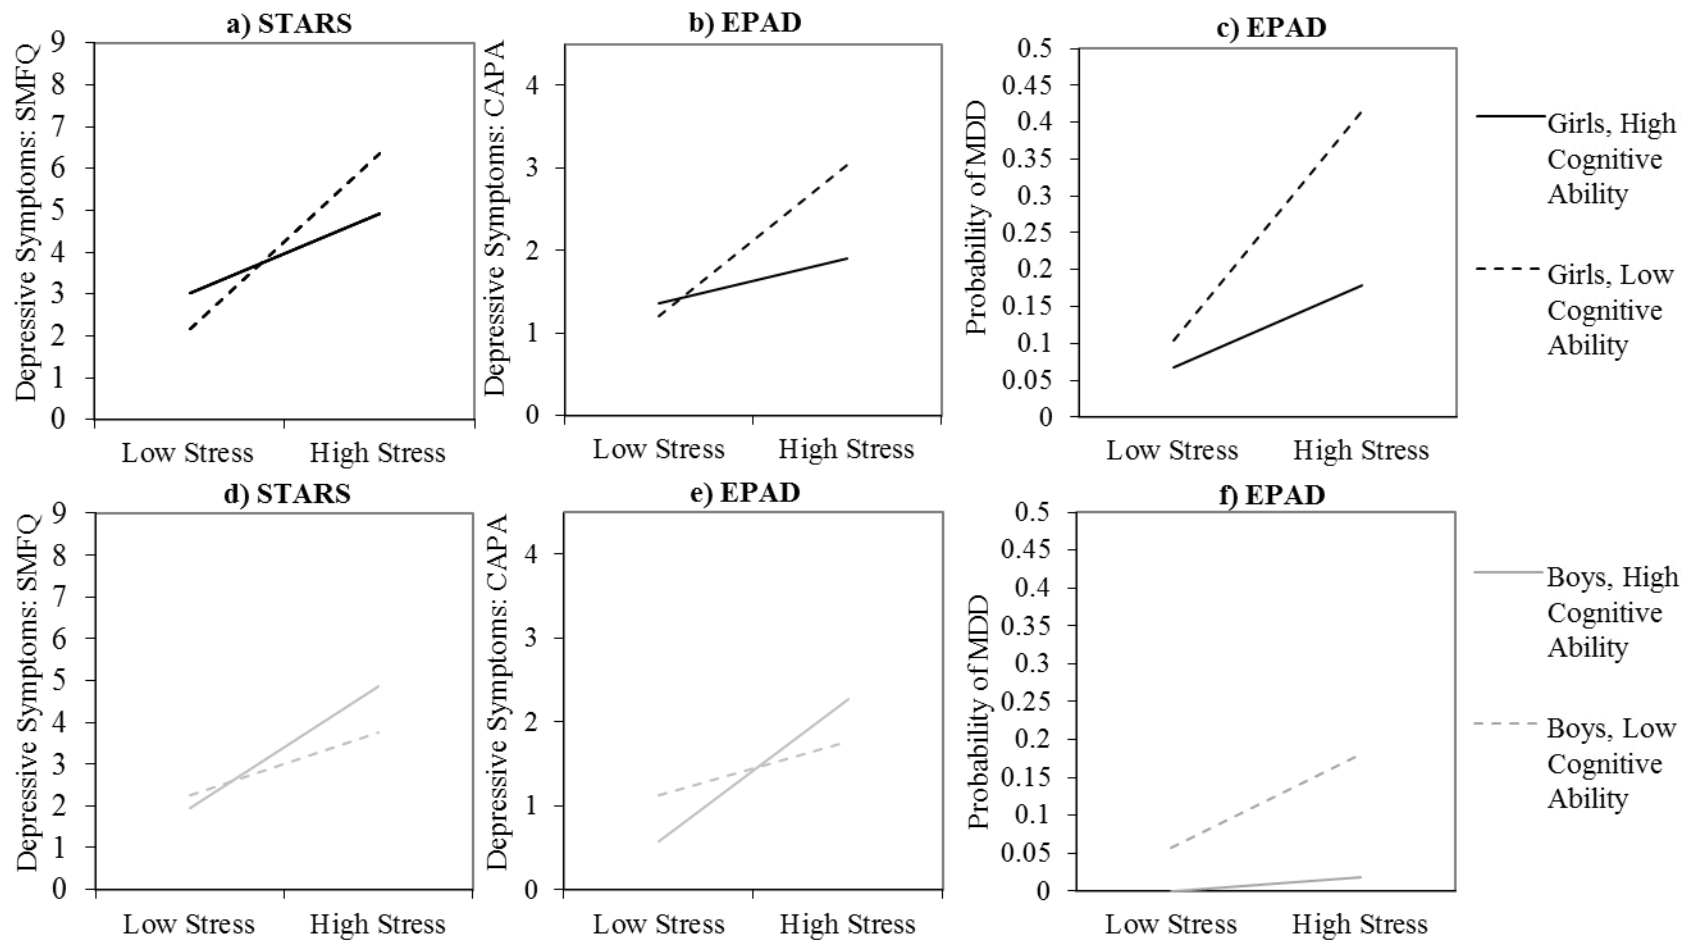 a) STARS
Depressive Symptoms: SMFQ
9
8
7
6
5
4
3
2
1
0
Low Stress
High Stress
b) EPAD
Depressive Symptoms: CAPA
4
3
2
1
0
Low Stress
High Stress
c) EPAD
Probability of MDD
0.5
0.45
0.4
0.35
0.3
0.25
0.2
0.15
0.1
0.05
0
Low Stress
High Stress
Girls, High
Cognitive
Ability
Girls, Low
Cognitive
Ability
d) STARS
Depressive Symptoms: SMFQ
9
8
7
6
5
4
3
2
1
0
Low Stress
High Stress
e) EPAD
Depressive Symptoms: CAPA
4
3
2
1
0
Low Stress
High Stress
f) EPAD
Probability of MDD
0.5
0.45
0.4
0.35
0.3
0.25
0.2
0.15
0.1
0.05
0
Low Stress
High Stress
Boys, High
Cognitive
Ability
Boys, Low
Cognitive
Ability